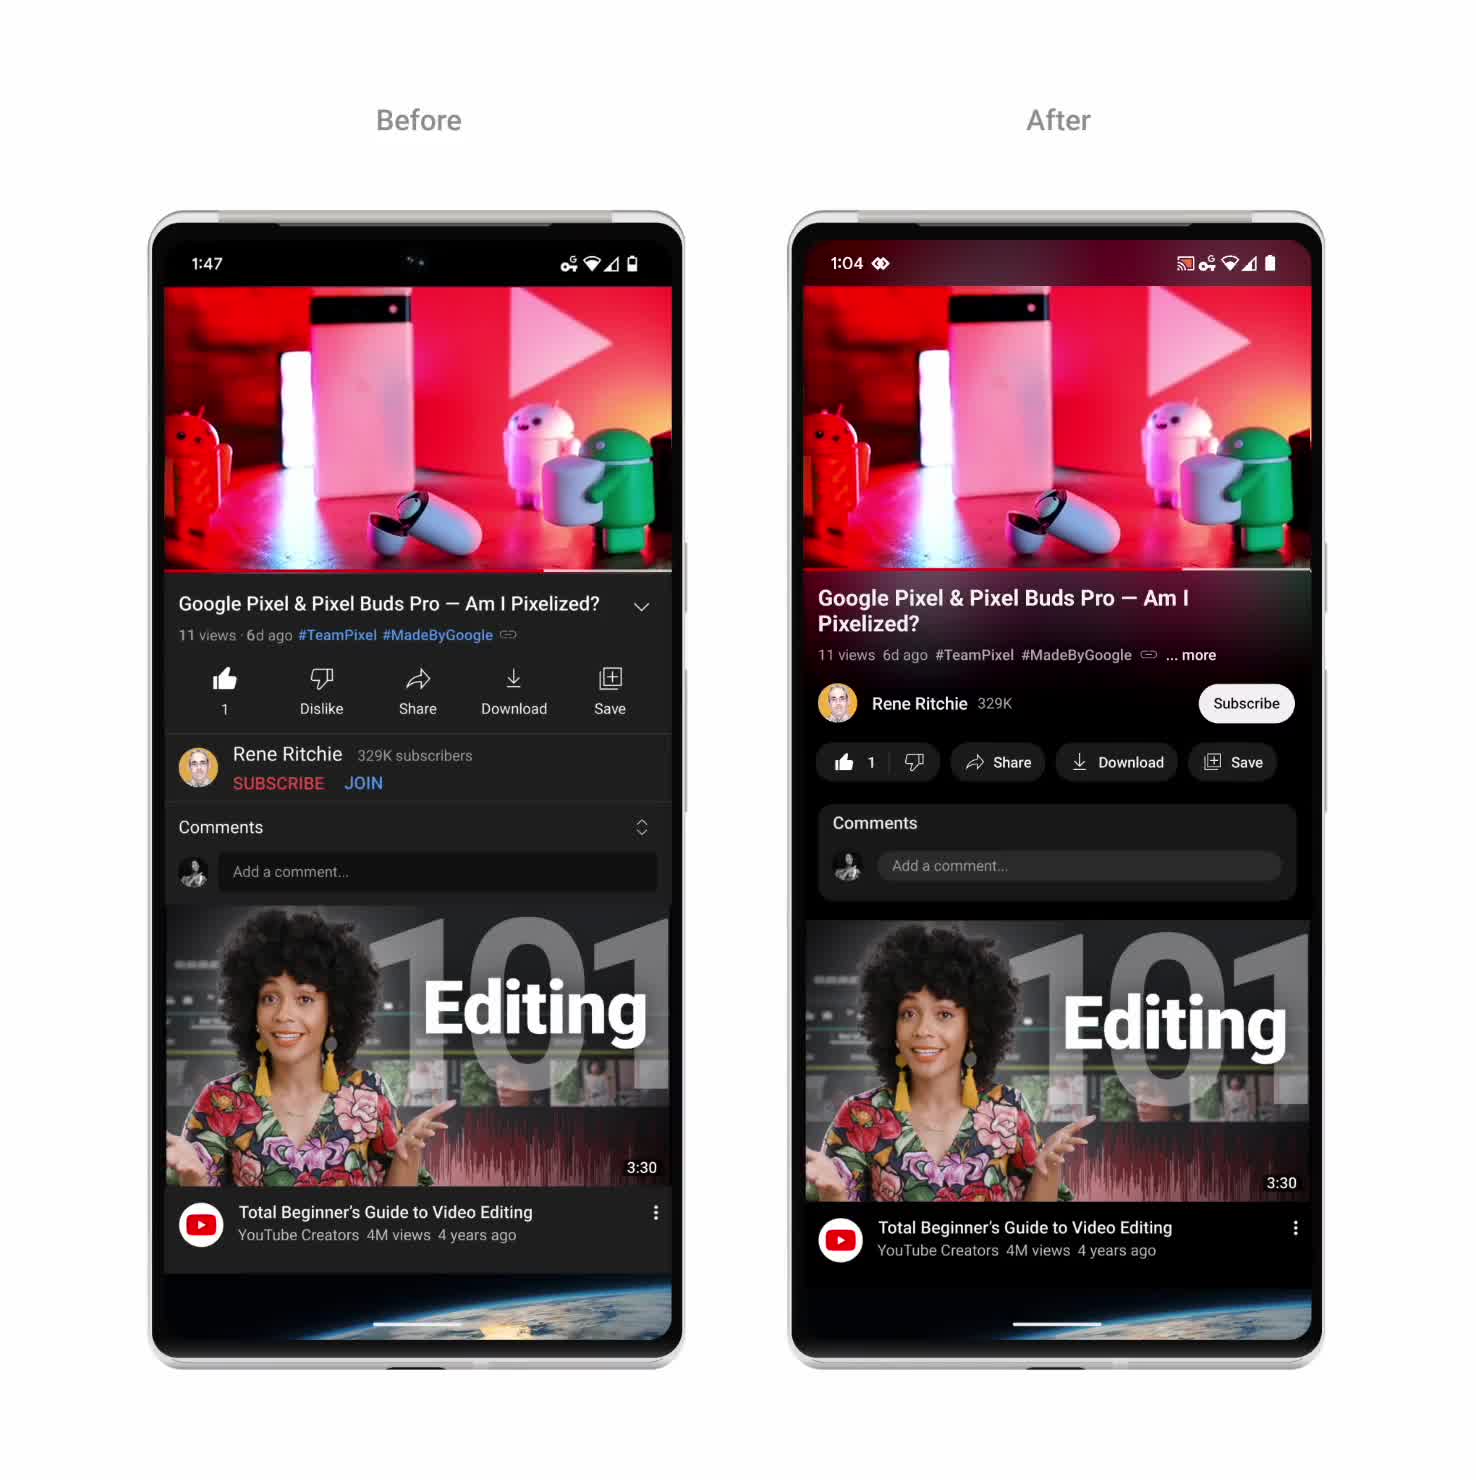 Before
After
1:47
Google Pixel & Pixel Buds Pro — Am I Pixelized?
11 views · 6d ago #TeamPixel #MadeByGoogle
1
Dislike
Share
Download
Save
Rene Ritchie 329K subscribers
SUBSCRIBE JOIN
Comments
Add a comment...
101
Editing
3:30
Total Beginner's Guide to Video Editing
YouTube Creators 4M views 4 years ago
1:04
Google Pixel & Pixel Buds Pro — Am I
Pixelized?
11 views 6d ago #TeamPixel #MadeByGoogle ... more
Rene Ritchie 329K
Subscribe
1
Share
Download
Save
Comments
Add a comment...
101
Editing
3:30
Total Beginner's Guide to Video Editing
YouTube Creators 4M views 4 years ago